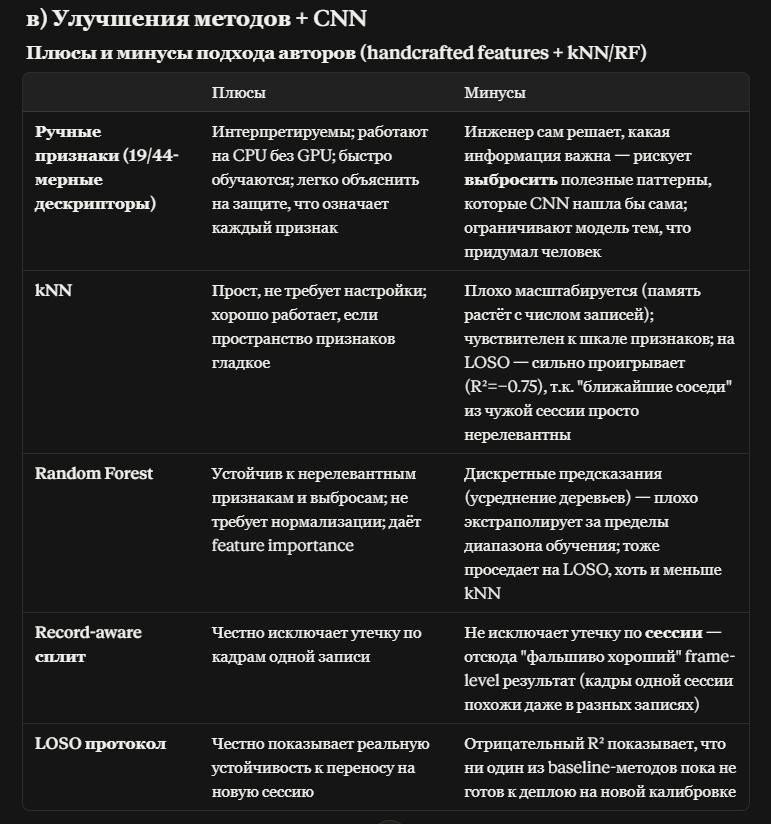 в) Улучшения методов + CNN
Плюсы и минусы подхода авторов (handcrafted features + kNN/RF)
Плюсы Минусы
Ручные признаки (19/44-мерные дескрипторы)
Интерпретируемы; работают
на CPU без GPU; быстро
обучаются; легко объяснить
на защите, что означает
каждый признак
Инженер сам решает, какая
информация важна — рискует
выбросить полезные паттерны,
которые CNN нашла бы сама;
ограничивают модель тем, что
придумал человек
kNN
Прост, не требует настройки;
хорошо работает, если
пространство признаков
гладкое
Плохо масштабируется (память
растёт с числом записей);
чувствителен к шкале признаков; на
LOSO — сильно проигрывает
(R²=−0.75), т.к. "ближайшие соседи"
из чужой сессии просто
нерелевантны
Random Forest
Устойчив к нерелевантным
признакам и выбросам; не
требует нормализации; даёт
feature importance
Дискретные предсказания
(усреднение деревьев) — плохо
экстраполирует за пределы
диапазона обучения; тоже
проседает на LOSO, хоть и меньше
kNN
Record-aware
сплит
Честно исключает утечку по
кадрам одной записи
Не исключает утечку по сессии —
отсюда "фальшиво хороший" frame-
level результат (кадры одной сессии
похожи даже в разных записях)
LOSO протокол
Честно показывает реальную
устойчивость к переносу на
новую сессию
Отрицательный R² показывает, что
ни один из baseline-методов пока не
готов к деплою на новой калибровке